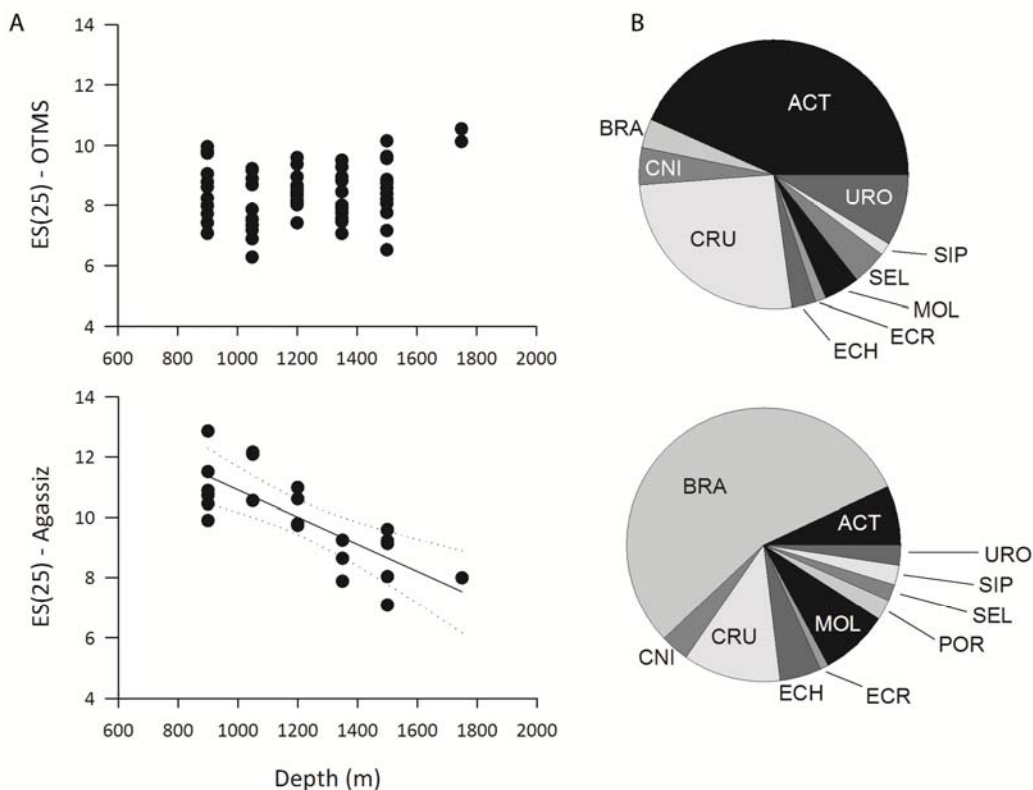 A
B
ES(25) - OTMS
14
12
10
8
6
4
600 800 1000 1200 1400 1600 1800 2000
ACT
BRA
CNI
CRU
URO
SIP
SEL
MOL
ECR
ECH
ES(25) - Agassiz
14
12
10
8
6
4
600 800 1000 1200 1400 1600 1800 2000
Depth (m)
BRA
ACT
URO
SIP
SEL
POR
MOL
ECR
ECH
CRU
CNI